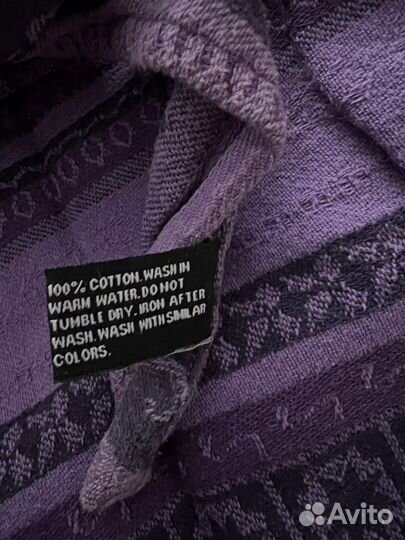 100% COTTON.WASH IN
WARM WATER.DO NOT
TUMBLE DRY. IRON AFTER
WASH. WASH WITH SIMILAR
COLORS.
Avito